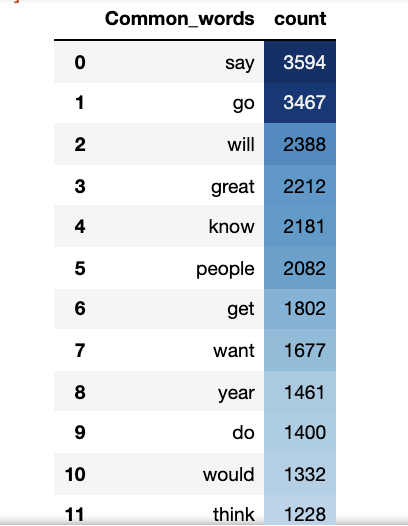 Common_words count
0 say 3594
1 go 3467
2 will 2388
3 great 2212
4 know 2181
5 people 2082
6 get 1802
7 want 1677
8 year 1461
9 do 1400
10 would 1332
11 think 1228